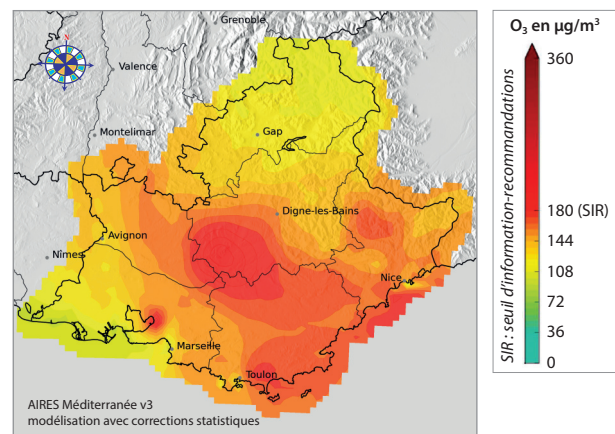 Grenoble
N
Valence
Montelimar
Gap
Digne-les-Bains
Avignon
Nîmes
Nice
Marseille
Toulon
AIRES Méditerranée v3
modélisation avec corrections statistiques
O₃ en µg/m³
360
180 (SIR)
144
108
72
36
0
SIR : seuil d'information-recommandations